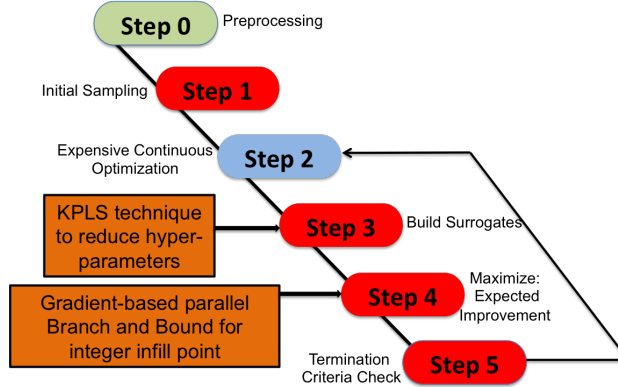 Step 0
Preprocessing
Initial Sampling
Step 1
Expensive Continuous
Optimization
Step 2
KPLS technique
to reduce hyper-
parameters
Step 3
Build Surrogates
Gradient-based parallel
Branch and Bound for
integer infill point
Step 4
Maximize:
Expected
Improvement
Termination
Criteria Check
Step 5